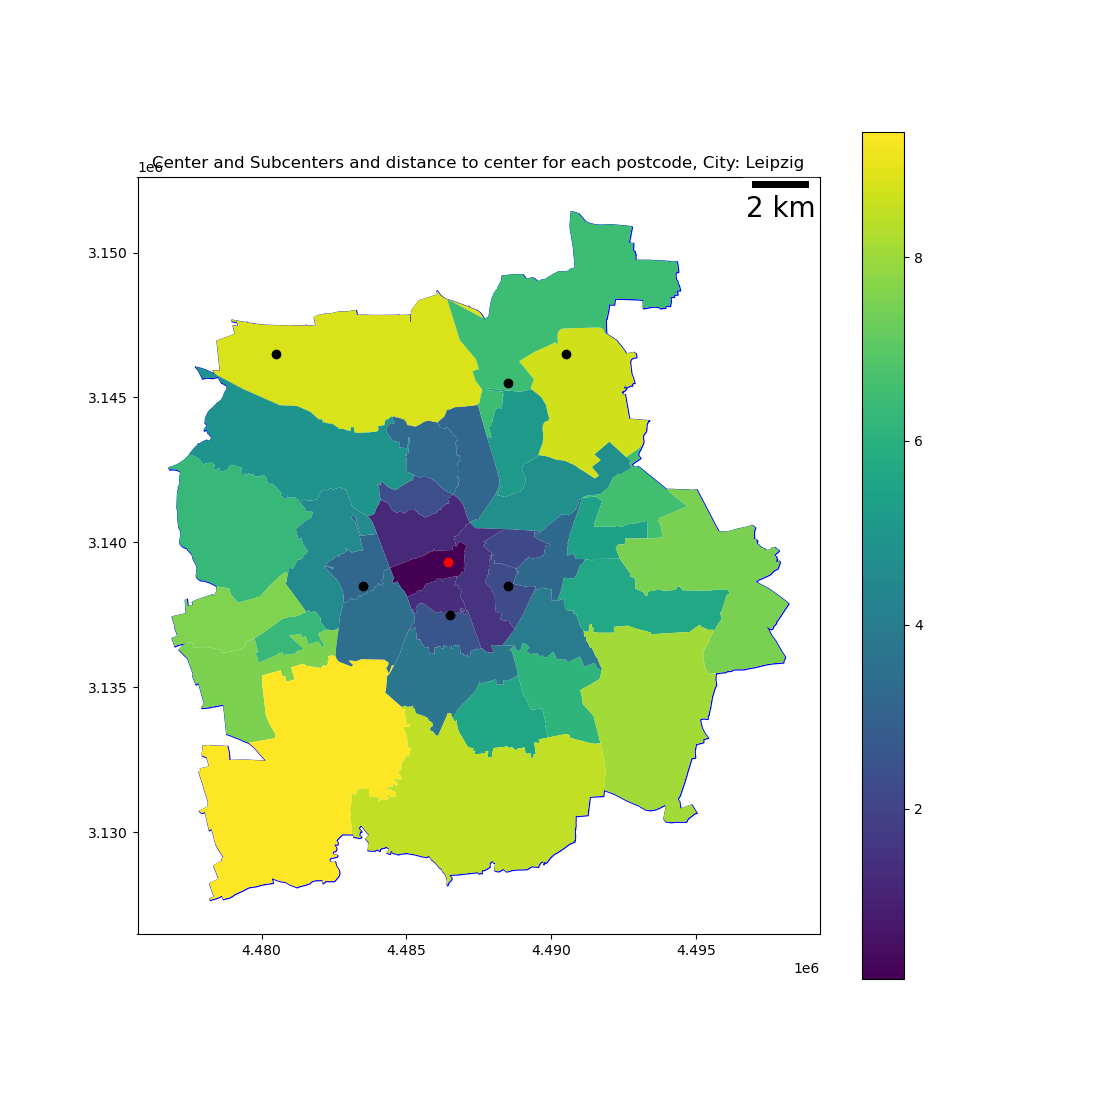 Center and Subcenters and distance to center for each postcode, City: Leipzig
1e6
2 km
3.150
3.145
3.140
3.135
3.130
4.480 4.485 4.490 4.495
1e6
8
6
4
2